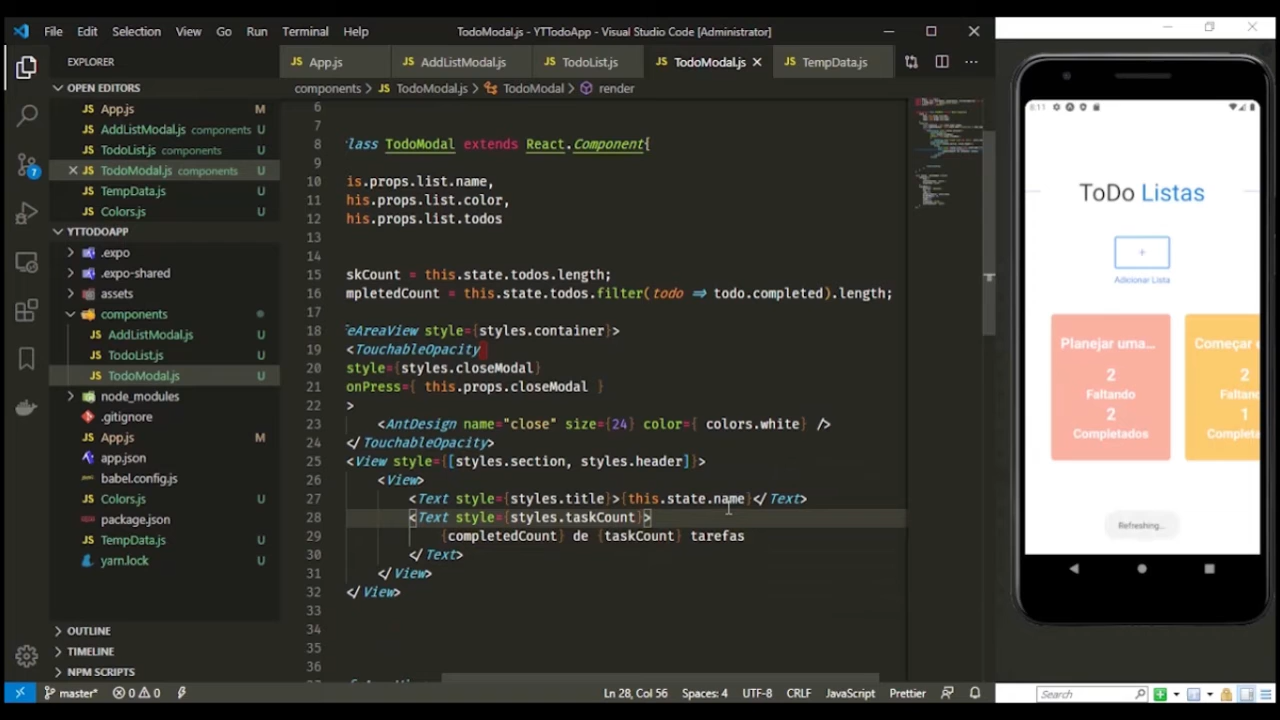 File Edit Selection View Go Run Terminal Help
TodoModal.js - YTTodoApp - Visual Studio Code [Administrator]
EXPLORER
OPEN EDITORS
App.js M
AddListModal.js components U
TodoList.js components U
TodoModal.js components U
TempData.js U
Colors.js U
YTTODOAPP
.expo
.expo-shared
assets
components
AddListModal.js U
TodoList.js U
TodoModal.js U
node_modules
.gitignore
App.js M
app.json
babel.config.js
Colors.js U
package.json
TempData.js U
yarn.lock
OUTLINE
TIMELINE
NPM SCRIPTS
7
JS App.js
JS AddListModal.js
JS TodoList.js
JS TodoModal.js
JS TempData.js
components > JS TodoModal.js > TodoModal > render
6
7
8 lass TodoModal extends React.Component{
9
10 is.props.list.name,
11 his.props.list.color,
12 his.props.list.todos
13
14
15 skCount = this.state.todos.length;
16 mpletedCount = this.state.todos.filter(todo => todo.completed).length;
17
18 eAreaView style={styles.container}>
19 <TouchableOpacity
20 style={styles.closeModal}
21 onPress={ this.props.closeModal }
22 >
23 <AntDesign name="close" size={24} color={ colors.white} />
24 </TouchableOpacity>
25 <View style={[styles.section, styles.header]}>
26 <View>
27 <Text style={styles.title}>{this.state.name}</Text>
28 <Text style={styles.taskCount}>
29 completedCount} de {taskCount} tarefas
30 </Text>
31 </View>
32 </View>
33
34
35
36
master*
0 0
Ln 28, Col 56
Spaces: 4
UTF-8
CRLF
JavaScript
Prettier
8:11
ToDo Listas
+
Adicionar Lista
Planejar uma...
2
Faltando
2
Completados
Começar
2
Faltand
1
Completa
Refreshing...
Search